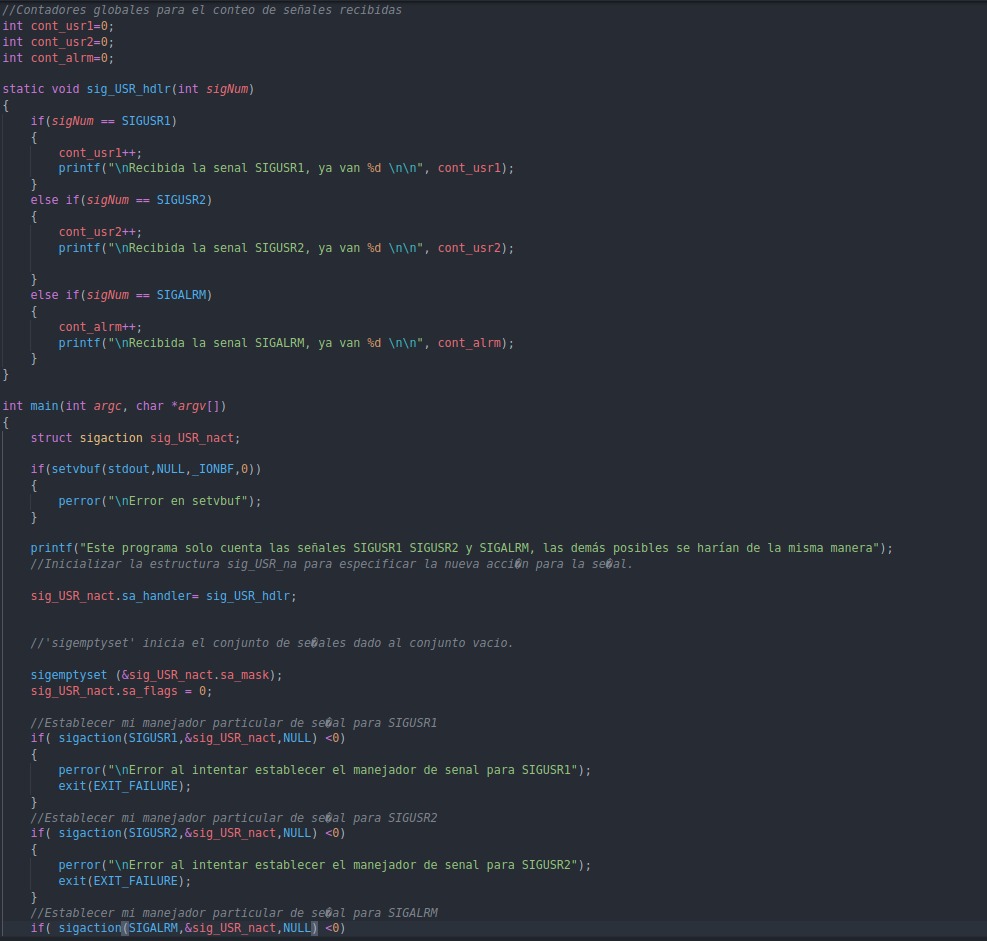 //Contadores globales para el conteo de señales recibidas
int cont_usr1=0;
int cont_usr2=0;
int cont_alrm=0;
static void sig_USR_hdlr(int sigNum)
{
if(sigNum == SIGUSR1)
{
cont_usr1++;
printf("\nRecibida la senal SIGUSR1, ya van %d \n\n", cont_usr1);
}
else if(sigNum == SIGUSR2)
{
cont_usr2++;
printf("\nRecibida la senal SIGUSR2, ya van %d \n\n", cont_usr2);
}
else if(sigNum == SIGALRM)
{
cont_alrm++;
printf("\nRecibida la senal SIGALRM, ya van %d \n\n", cont_alrm);
}
}
int main(int argc, char *argv[])
{
struct sigaction sig_USR_nact;
if(setvbuf(stdout,NULL,_IONBF,0))
{
perror("\nError en setvbuf");
}
printf("Este programa solo cuenta las señales SIGUSR1 SIGUSR2 y SIGALRM, las demás posibles se harían de la misma manera");
//Inicializar la estructura sig_USR_na para especificar la nueva acci�n para la se�al.
sig_USR_nact.sa_handler= sig_USR_hdlr;
//'sigemptyset' inicia el conjunto de se�ales dado al conjunto vacio.
sigemptyset (&sig_USR_nact.sa_mask);
sig_USR_nact.sa_flags = 0;
//Establecer mi manejador particular de se�al para SIGUSR1
if( sigaction(SIGUSR1,&sig_USR_nact,NULL) <0)
{
perror("\nError al intentar establecer el manejador de senal para SIGUSR1");
exit(EXIT_FAILURE);
}
//Establecer mi manejador particular de se�al para SIGUSR2
if( sigaction(SIGUSR2,&sig_USR_nact,NULL) <0)
{
perror("\nError al intentar establecer el manejador de senal para SIGUSR2");
exit(EXIT_FAILURE);
}
//Establecer mi manejador particular de se�al para SIGALRM
if( sigaction(SIGALRM,&sig_USR_nact,NULL) <0)